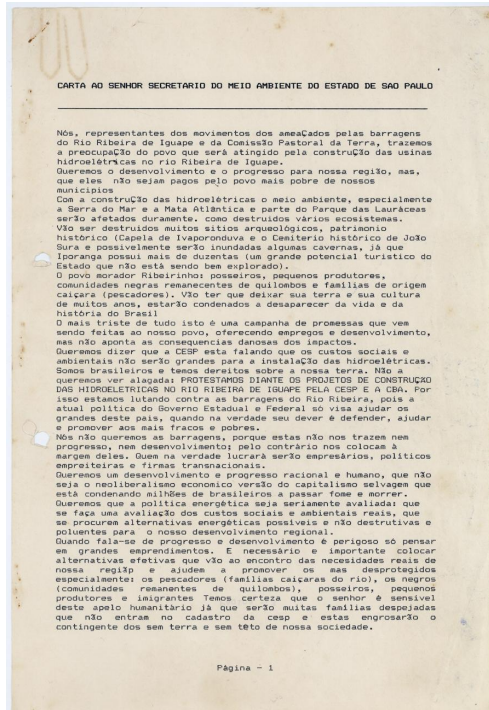 CARTA AO SENHOR SECRETARIO DO MEIO AMBIENTE DO ESTADO DE SAO PAULO
Nós, representantes dos movimentos dos ameaÇados pelas barragens
do Rio Ribeira de Iguape e da Comissão Pastoral da Terra, trazemos
a preocupaÇão do povo que será atingido pela construÇão das usinas
hidroelétricas no rio Ribeira de Iguape.
Queremos o desenvolvimento e o progresso para nossa região, mas,
que eles não sejam pagos pelo povo mais pobre de nossos
municipios
Com a construÇão das hidroelétricas o meio ambiente, especialmente
a Serra do Mar e a Mata Atlântica e parte do Parque das Lauráceas
serão afetados duramente. como destruidos vários ecosistemas.
Vão ser destruidos muitos sitios arqueológicos, patrimonio
histórico (Capela de Ivaporonduva e o Cemiterio histórico de João
Sura e possivelmente serão inundadas algumas cavernas, já que
Iporanga possui mais de duzentas (um grande potencial turistico do
Estado que não está sendo bem explorado).
O povo morador Ribeirinho: posseiros, pequenos produtores,
comunidades negras remanecentes de quilombos e familias de origem
caiçara (pescadores). Vão ter que deixar sua terra e sua cultura
de muitos anos, estarão condenados a desaparecer da vida e da
história do Brasil
O mais triste de tudo isto é uma campanha de promessas que vem
sendo feitas ao nosso povo, oferecendo empregos e desenvolvimento,
mas não aponta as consequencias danosas dos impactos.
Queremos dizer que a CESP esta falando que os custos sociais e
ambientais não serão grandes para a instalaÇão das hidroelétricas.
Somos brasileiros e temos dereitos sobre a nossa terra. Não a
queremos ver alagada: PROTESTAMOS DIANTE OS PROJETOS DE CONSTRUÇÃO
DAS HIDROELETRICAS NO RIO RIBEIRA DE IGUAPE PELA CESP E A CBA. Por
isso estamos lutando contra as barragens do Rio Ribeira, pois a
atual política do Governo Estadual e Federal só visa ajudar os
grandes deste pais, quando na verdade seu dever é defender, ajudar
e promover aos mais fracos e pobres.
Nós não queremos as barragens, porque estas não nos trazem nem
progresso, nem desenvolvimento; pelo contrário nos colocam à
margem deles. Quem na verdade lucrará serão empresários, políticos
empreiteiras e firmas transnacionais.
Queremos um desenvolvimento e progresso racional e humano, que não
seja o neoliberalismo economico versão do capitalismo selvagem que
está condenando milhões de brasileiros a passar fome e morrer.
Queremos que a política energética seja seriamente avaliada: que
se faça uma avaliação dos custos sociais e ambientais reais, que
se procurem alternativas energéticas possíveis e não destrutivas e
poluentes para o nosso desenvolvimento regional.
Quando fala-se de progresso e desenvolvimento é perigoso só pensar
em grandes emprendimentos. E necessário e importante colocar
alternativas efetivas que vão ao encontro das necesidades reais de
nossa regiãp e ajudem a promover os mas desprotegidos
especialmente: os pescadores (familias caiçaras do rio), os negros
(comunidades remanentes de quilombos), posseiros, pequenos
produtores e imigrantes Temos certeza que o senhor é sensível
deste apelo humanitàrio já que serão muitas famílias despejadas
que não entram no cadastro da cesp e estas engrosarão o
contingente dos sem terra e sem têto de nossa sociedade.
Página - 1